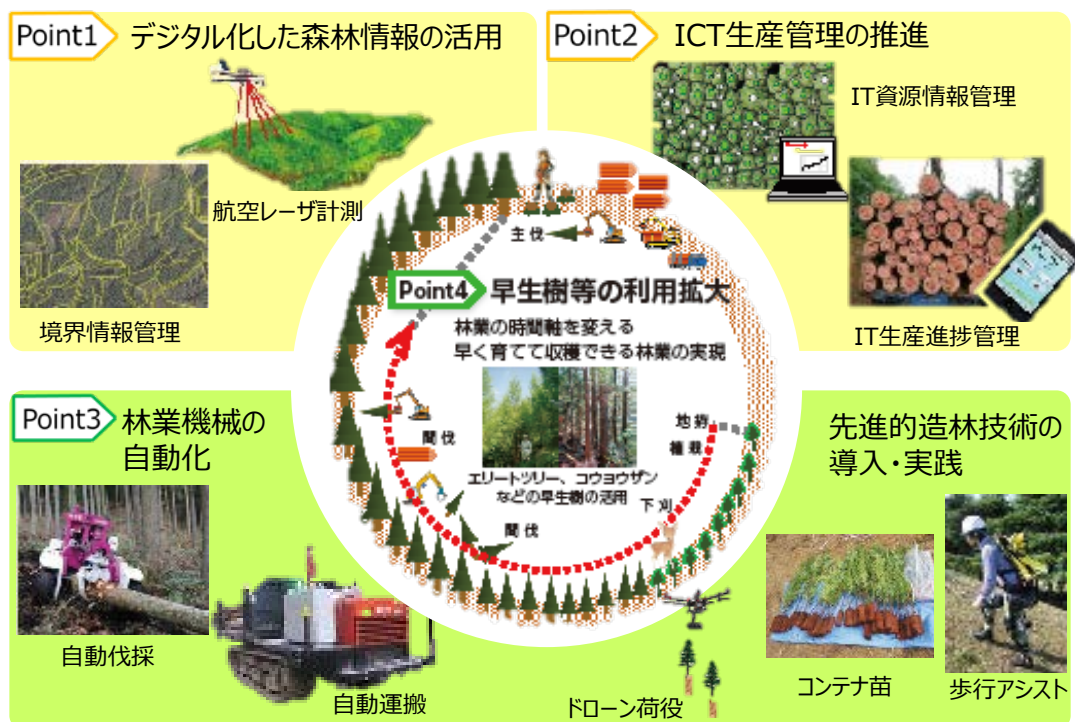 Point1
デジタル化した森林情報の活用
航空レーザ計測
境界情報管理
Point2
ICT生産管理の推進
IT資源情報管理
IT生産進捗管理
主伐
Point4
早生樹等の利用拡大
林業の時間軸を変える
早く育てて収穫できる林業の実現
地拵
植栽
下刈
間伐
間伐
エリートツリー、コウヨウザン
などの早生樹の活用
Point3
林業機械の
自動化
自動伐採
自動運搬
ドローン荷役
先進的造林技術の
導入・実践
コンテナ苗
歩行アシスト